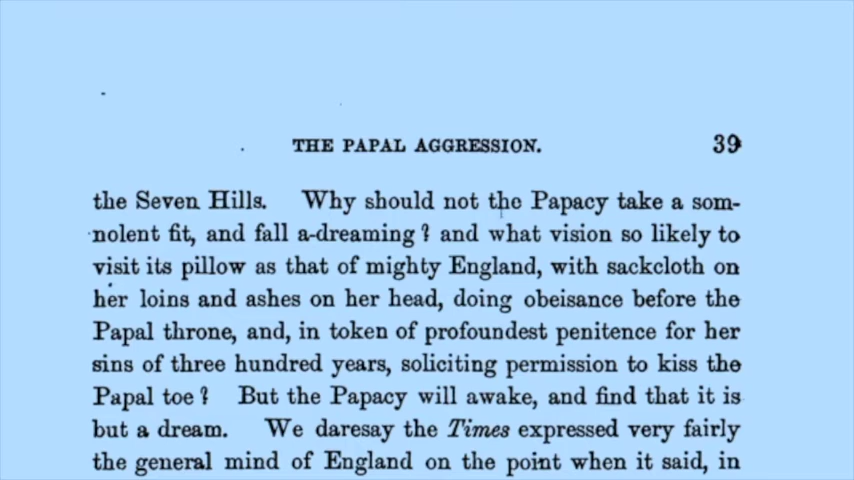 THE PAPAL AGGRESSION. 39
the Seven Hills. Why should not the Papacy take a som-
nolent fit, and fall a-dreaming? and what vision so likely to
visit its pillow as that of mighty England, with sackcloth on
her loins and ashes on her head, doing obeisance before the
Papal throne, and, in token of profoundest penitence for her
sins of three hundred years, soliciting permission to kiss the
Papal toe? But the Papacy will awake, and find that it is
but a dream. We daresay the Times expressed very fairly
the general mind of England on the point when it said, in